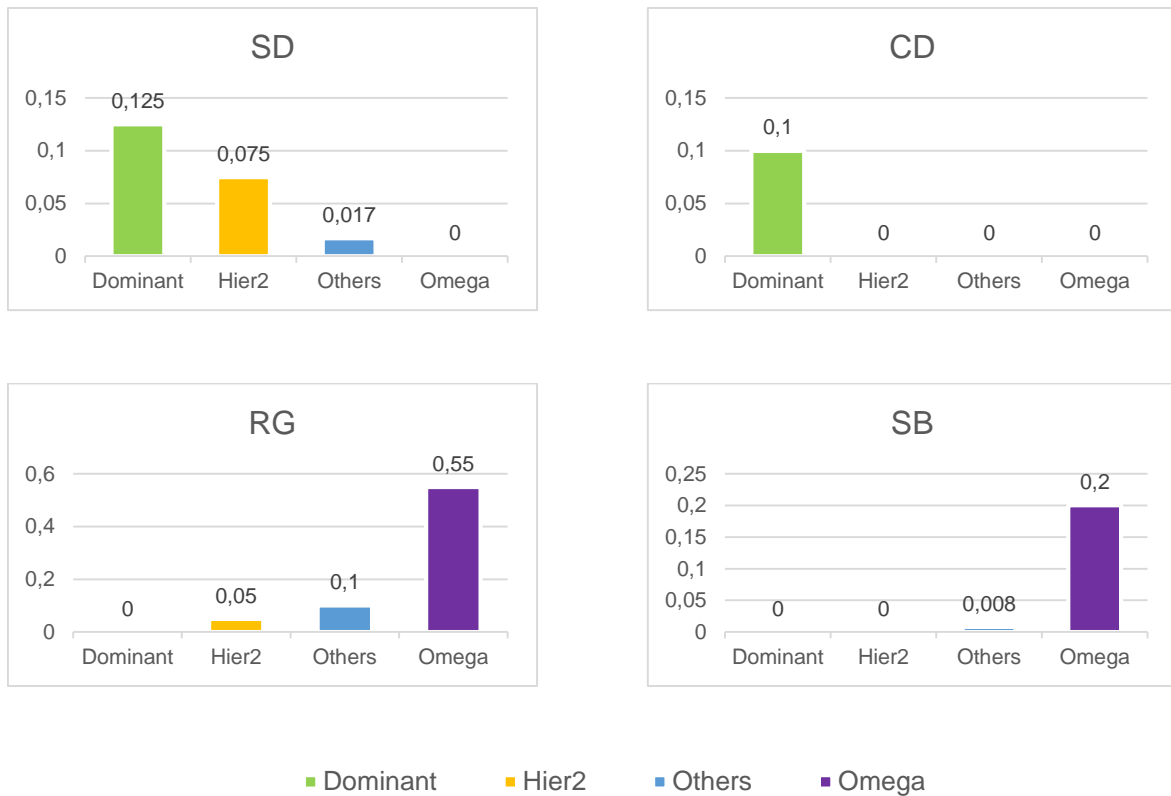 SD
0,15
0,125
0,1
0,075
0,05
0,017
0
0
Dominant Hier2 Others Omega
CD
0,15
0,1
0,1
0,05
0 0 0
0
Dominant Hier2 Others Omega
RG
0,6
0,55
0,4
0,2
0,1
0,05
0
0
Dominant Hier2 Others Omega
SB
0,25
0,2
0,2
0,15
0,1
0,05
0 0 0,008
0
Dominant Hier2 Others Omega
Dominant Hier2 Others Omega